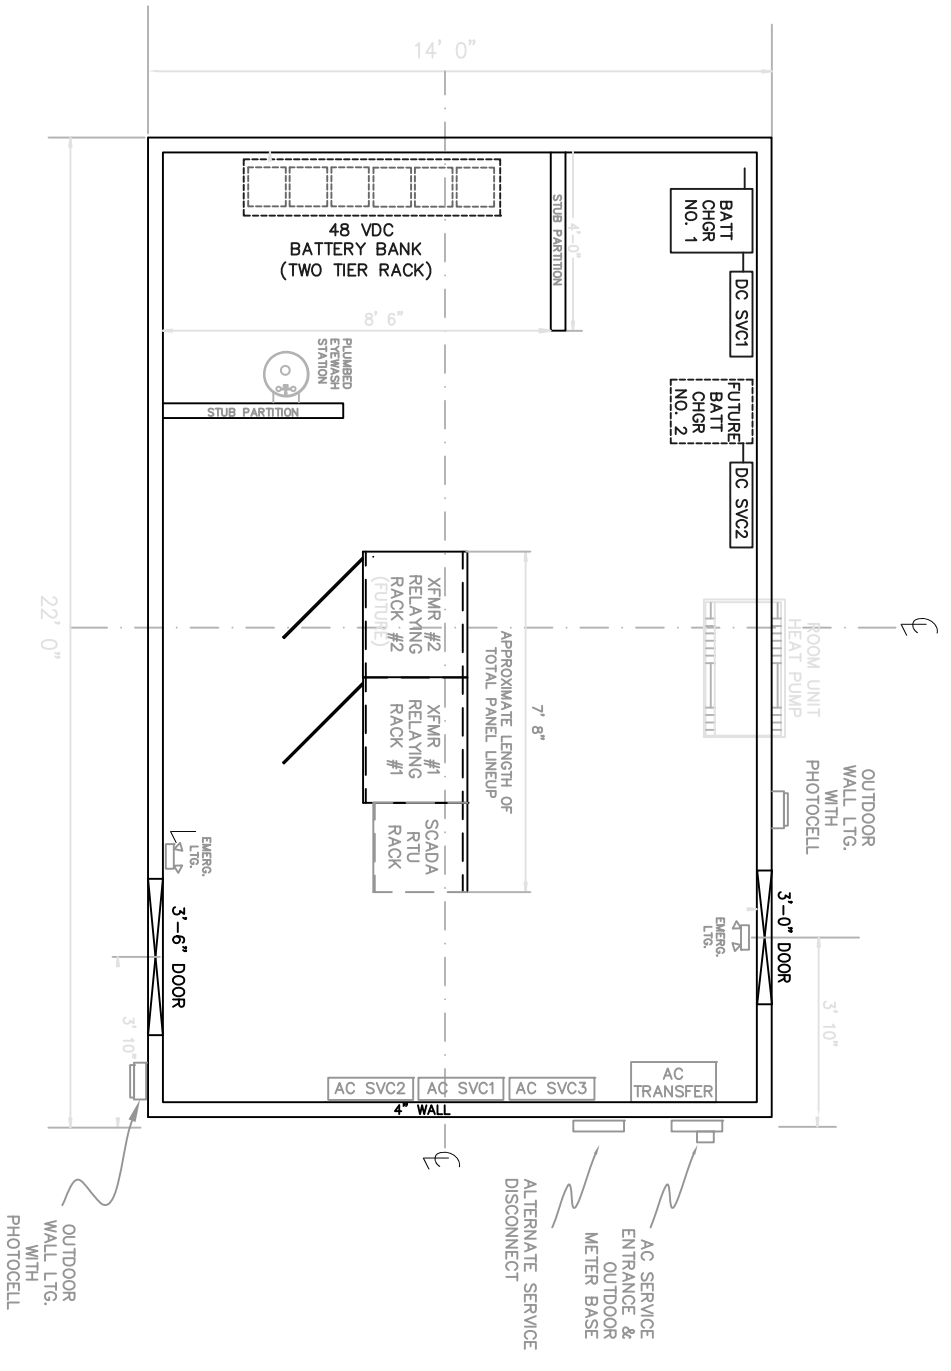 14' 0"
48 VDC
BATTERY BANK
(TWO TIER RACK)
STUB PARTITION
4'-0"
BATT
CHGR
NO. 1
DC SVC1
8' 6"
PLUMBED
EYEWASH
STATION
STUB PARTITION
FUTURE
BATT
CHGR
NO. 2
DC SVC2
22' 0"
XFMR #2
RELAYING
RACK #2
(FUTURE)
XFMR #1
RELAYING
RACK #1
SCADA
RTU
RACK
APPROXIMATE LENGTH OF
TOTAL PANEL LINEUP
7' 8"
ROOM UNIT
HEAT PUMP
OUTDOOR
WALL LTG.
WITH
PHOTOCELL
EMERG.
LTG.
3'-6" DOOR
EMERG.
LTG.
3'-0" DOOR
3' 10"
3' 10"
AC SVC2
AC SVC1
AC SVC3
AC
TRANSFER
4" WALL
OUTDOOR
WALL LTG.
WITH
PHOTOCELL
ALTERNATE SERVICE
DISCONNECT
AC SERVICE
ENTRANCE &
OUTDOOR
METER BASE